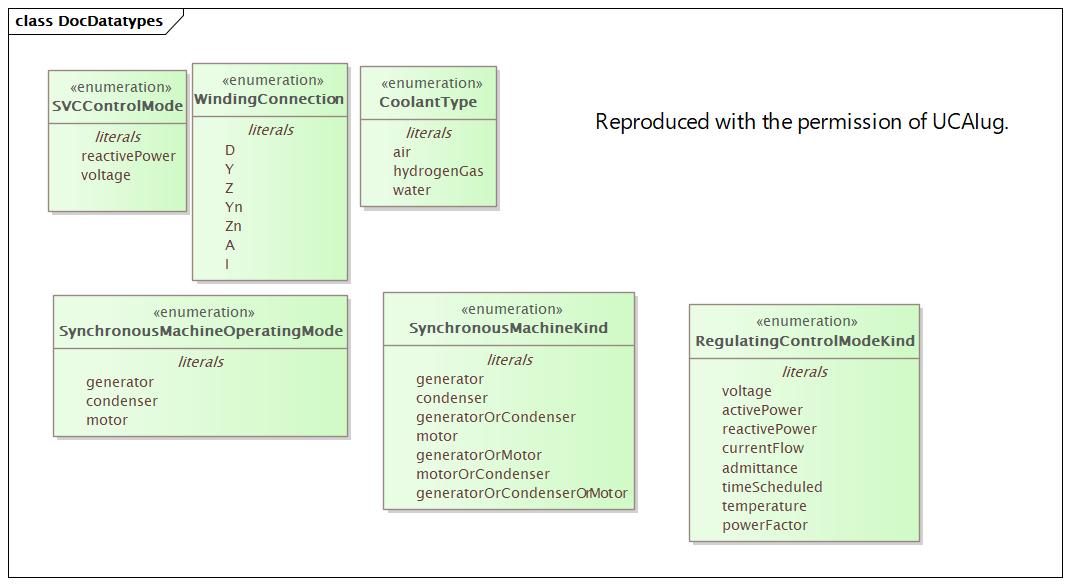 class DocDatatypes
«enumeration»
SVCControlMode
literals
reactivePower
voltage
«enumeration»
WindingConnection
literals
D
Y
Z
Yn
Zn
A
I
«enumeration»
CoolantType
literals
air
hydrogenGas
water
Reproduced with the permission of UCAIug.
«enumeration»
SynchronousMachineOperatingMode
literals
generator
condenser
motor
«enumeration»
SynchronousMachineKind
literals
generator
condenser
generatorOrCondenser
motor
generatorOrMotor
motorOrCondenser
generatorOrCondenserOrMotor
«enumeration»
RegulatingControlModeKind
literals
voltage
activePower
reactivePower
currentFlow
admittance
timeScheduled
temperature
powerFactor